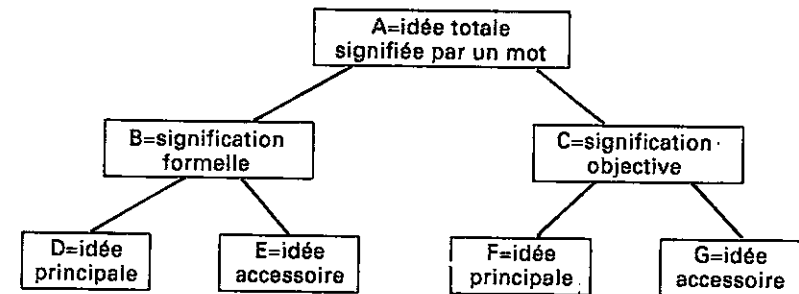 A=idée totale
signifiée par un mot
B=signification
formelle
C=signification
objective
D=idée
principale
E=idée
accessoire
F=idée
principale
G=idée
accessoire